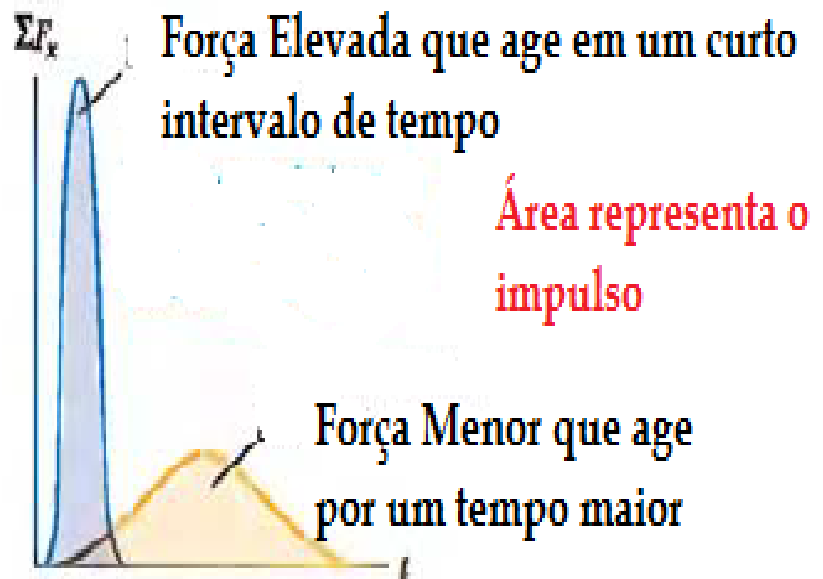 ΣFx
Força Elevada que age em um curto
intervalo de tempo
Área representa o
impulso
Força Menor que age
por um tempo maior
t